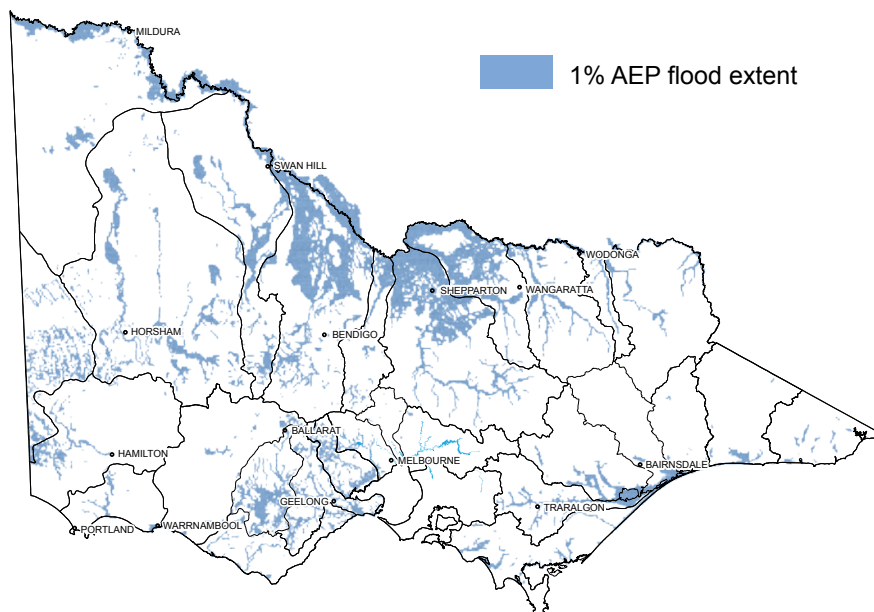 MILDURA
1% AEP flood extent
SWAN HILL
WODONGA
SHEPPARTON
WANGARATTA
HORSHAM
BENDIGO
BALLARAT
HAMILTON
MELBOURNE
BAIRNSDALE
GEELONG
TRARALGON
PORTLAND
WARRNAMBOOL